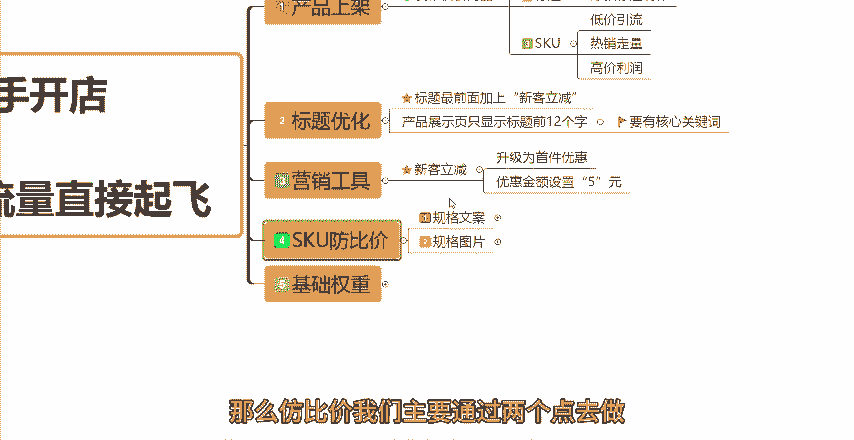 1 产品上架
低价引流
3 SKU
热销走量
高价利润
手开店
流量直接起飞
2 标题优化
标题最前面加上“新客立减”
产品展示页只显示标题前12个字
要有核心关键词
3 营销工具
新客立减
升级为首件优惠
优惠金额设置“5”元
4 SKU防比价
1 规格文案
2 规格图片
5 基础权重
那么仿比价我们主要通过两个点去做